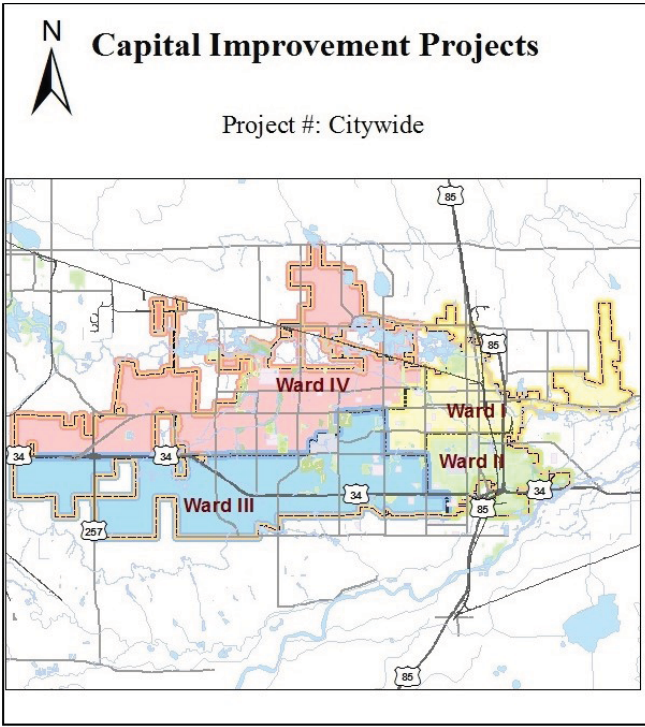 N
Capital Improvement Projects
Project #: Citywide
85
85
Ward IV
Ward I
34
34
Ward II
Ward III
34
34
85
257
85